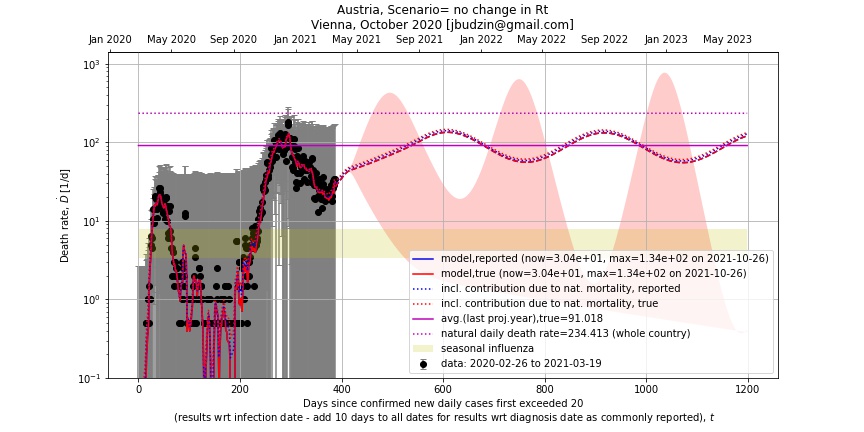 Austria, Scenario= no change in Rt
Vienna, October 2020 [jbudzin@gmail.com]
Jan 2020 May 2020 Sep 2020 Jan 2021 May 2021 Sep 2021 Jan 2022 May 2022 Sep 2022 Jan 2023 May 2023
10³
10²
10¹
10⁰
10⁻¹
Death rate, D [1/d]
model,reported (now=3.04e+01, max=1.34e+02 on 2021-10-26)
model,true (now=3.04e+01, max=1.34e+02 on 2021-10-26)
incl. contribution due to nat. mortality, reported
incl. contribution due to nat. mortality, true
avg.(last proj.year),true=91.018
natural daily death rate=234.413 (whole country)
seasonal influenza
data: 2020-02-26 to 2021-03-19
0 200 400 600 800 1000 1200
Days since confirmed new daily cases first exceeded 20
(results wrt infection date - add 10 days to all dates for results wrt diagnosis date as commonly reported), t